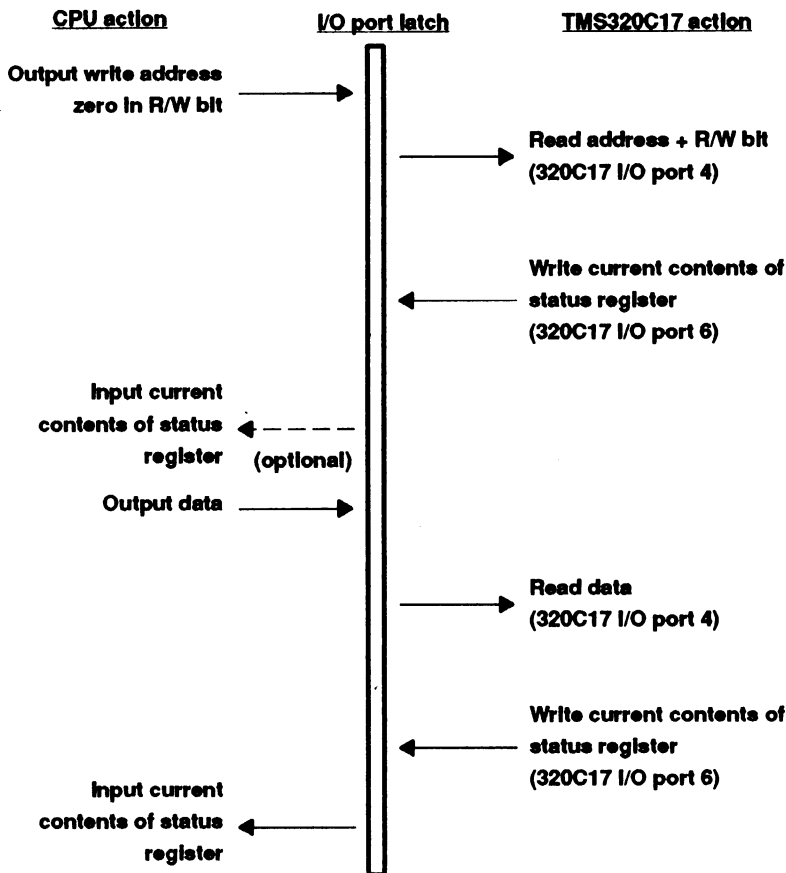 CPU action
I/O port latch
TMS320C17 action
Output write address
zero in R/W bit
Read address + R/W bit
(320C17 I/O port 4)
Write current contents of
status register
(320C17 I/O port 6)
Input current
contents of status
register
(optional)
Output data
Read data
(320C17 I/O port 4)
Write current contents of
status register
(320C17 I/O port 6)
Input current
contents of status
register